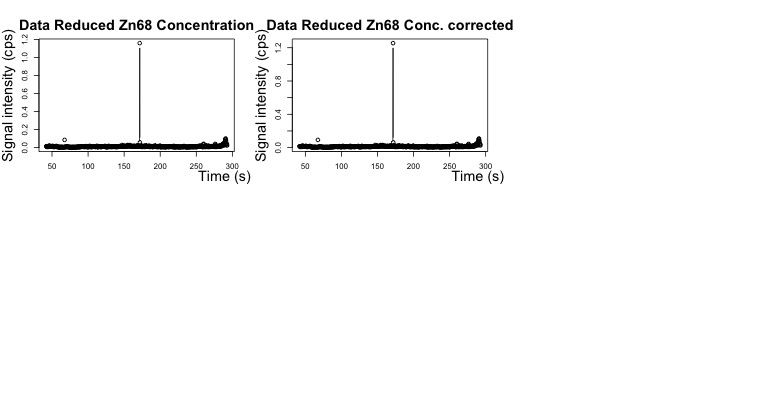 Data Reduced Zn68 Concentration
Signal intensity (cps)
0.0 0.2 0.4 0.6 0.8 1.0 1.2
50 100 150 200 250 300
Time (s)
Data Reduced Zn68 Conc. corrected
Signal intensity (cps)
0.0 0.4 0.8 1.2
50 100 150 200 250 300
Time (s)